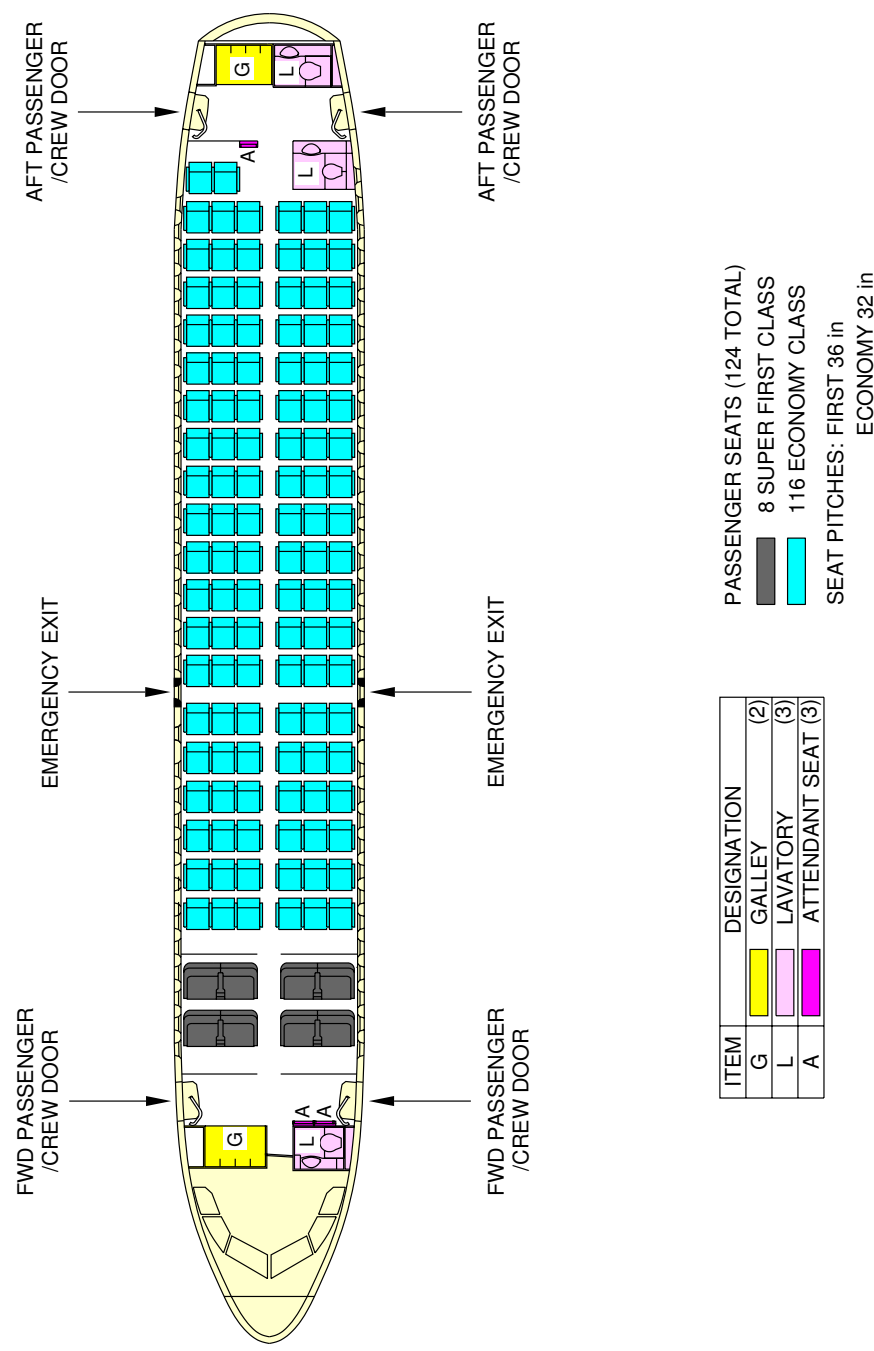 FWD PASSENGER
/CREW DOOR
EMERGENCY EXIT
AFT PASSENGER
/CREW DOOR
G
L
A
A
A
L
G
L
FWD PASSENGER
/CREW DOOR
EMERGENCY EXIT
AFT PASSENGER
/CREW DOOR
ITEM DESIGNATION
G GALLEY (2)
L LAVATORY (3)
A ATTENDANT SEAT (3)
PASSENGER SEATS (124 TOTAL)
8 SUPER FIRST CLASS
116 ECONOMY CLASS
SEAT PITCHES: FIRST 36 in
ECONOMY 32 in